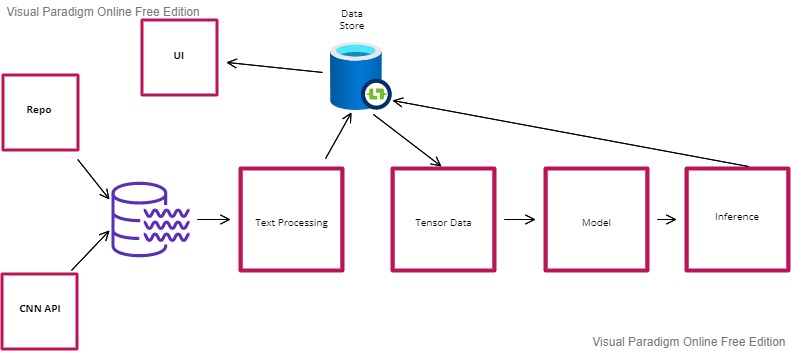 Visual Paradigm Online Free Edition
Data
Store
UI
Repo
Text Processing
Tensor Data
Model
Inference
CNN API
Visual Paradigm Online Free Edition